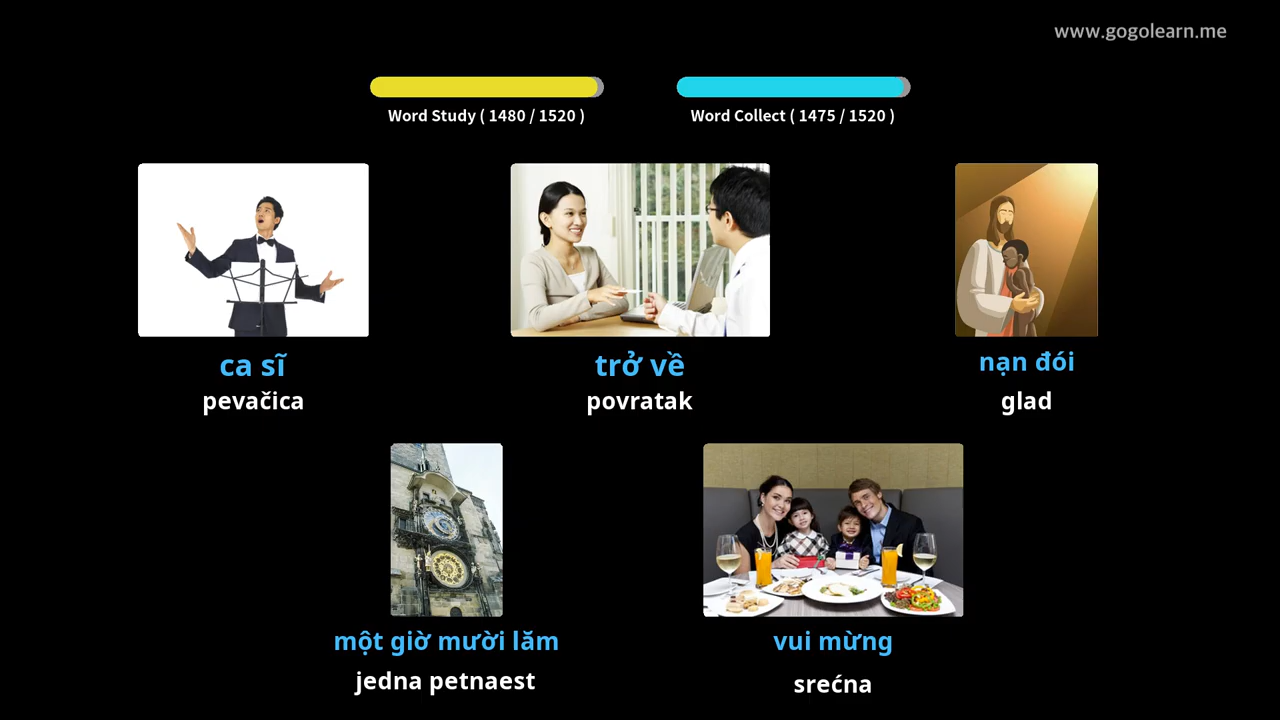 www.gogolearn.me
Word Study ( 1480 / 1520 )
Word Collect ( 1475 / 1520 )
ca sĩ
pevačica
trở về
povratak
nạn đói
glad
một giờ mười lăm
jedna petnaest
vui mừng
srećna